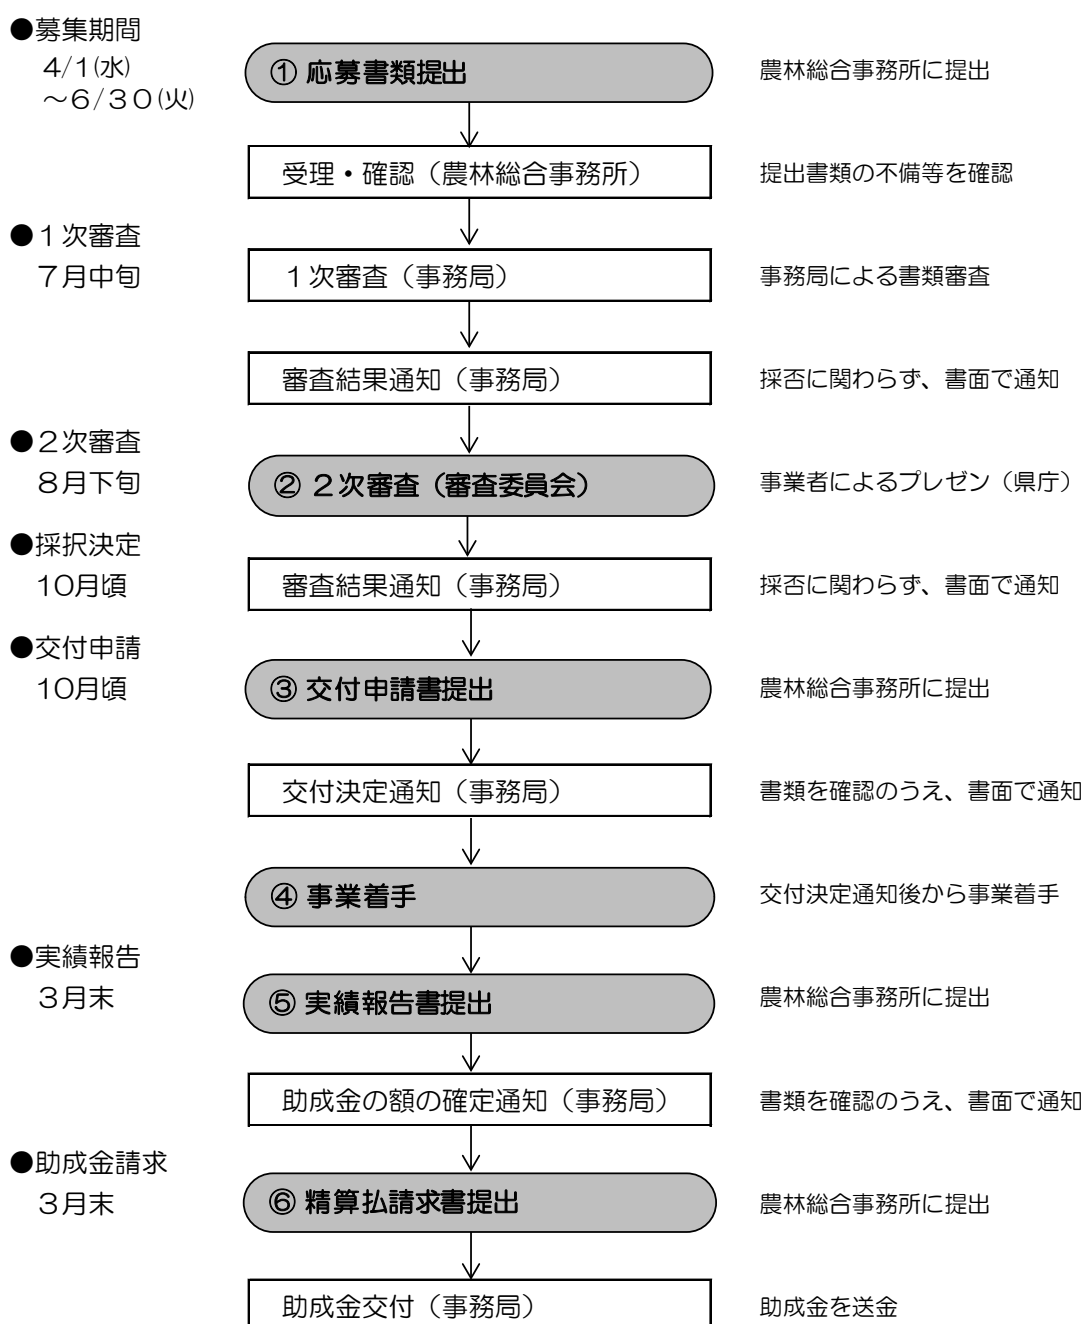 ●募集期間
4/1(水)
~6/30(火)
① 応募書類提出
農林総合事務所に提出
受理・確認（農林総合事務所）
提出書類の不備等を確認
●1次審査
7月中旬
1次審査（事務局）
事務局による書類審査
審査結果通知（事務局）
採否に関わらず、書面で通知
●2次審査
8月下旬
② 2次審査（審査委員会）
事業者によるプレゼン（県庁）
●採択決定
10月頃
審査結果通知（事務局）
採否に関わらず、書面で通知
●交付申請
10月頃
③ 交付申請書提出
農林総合事務所に提出
交付決定通知（事務局）
書類を確認のうえ、書面で通知
④ 事業着手
交付決定通知後から事業着手
●実績報告
3月末
⑤ 実績報告書提出
農林総合事務所に提出
助成金の額の確定通知（事務局）
書類を確認のうえ、書面で通知
●助成金請求
3月末
⑥ 精算払請求書提出
農林総合事務所に提出
助成金交付（事務局）
助成金を送金